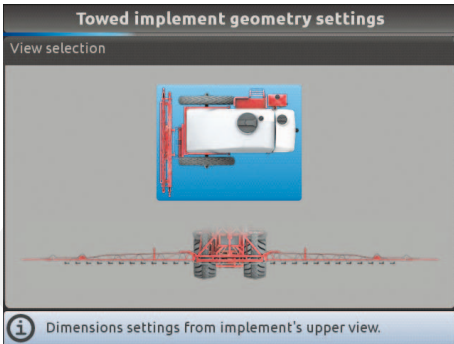 Towed implement geometry settings
View selection
Dimensions settings from implement's upper view.